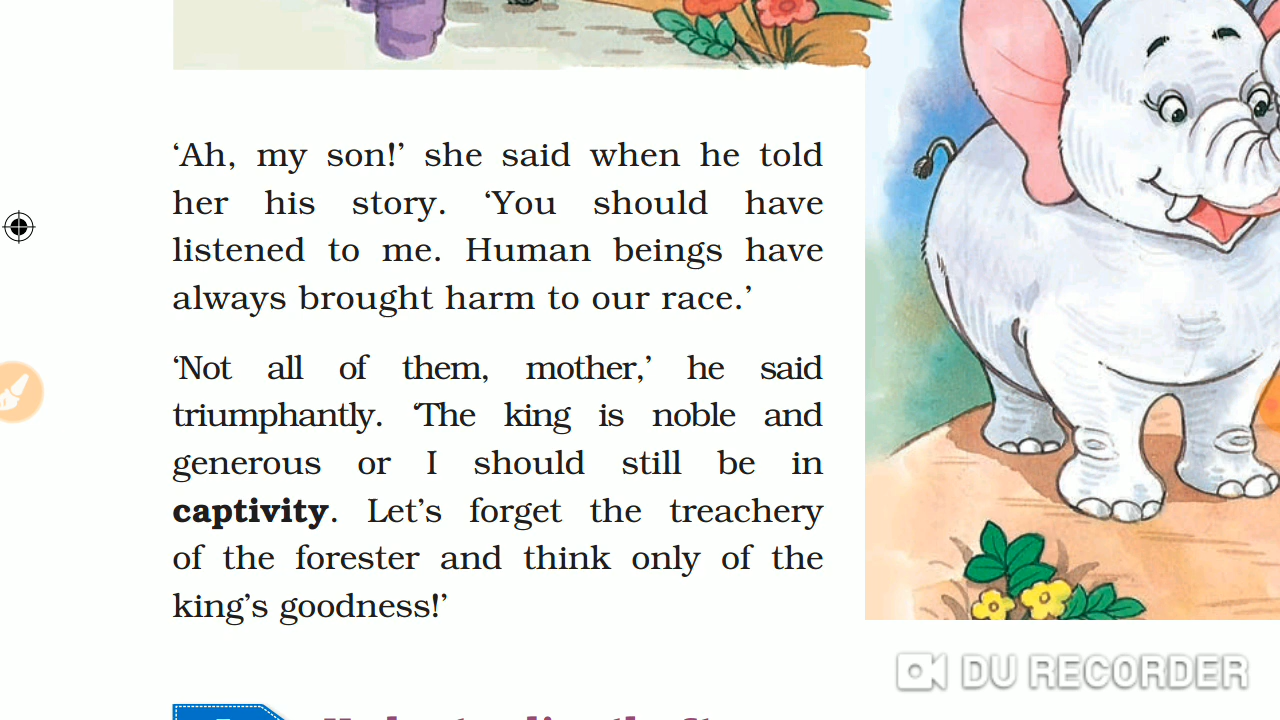 ‘Ah, my son!’ she said when he told
her his story. ‘You should have
listened to me. Human beings have
always brought harm to our race.’
‘Not all of them, mother,’ he said
triumphantly. ‘The king is noble and
generous or I should still be in
captivity. Let’s forget the treachery
of the forester and think only of the
king’s goodness!’
DU RECORDER